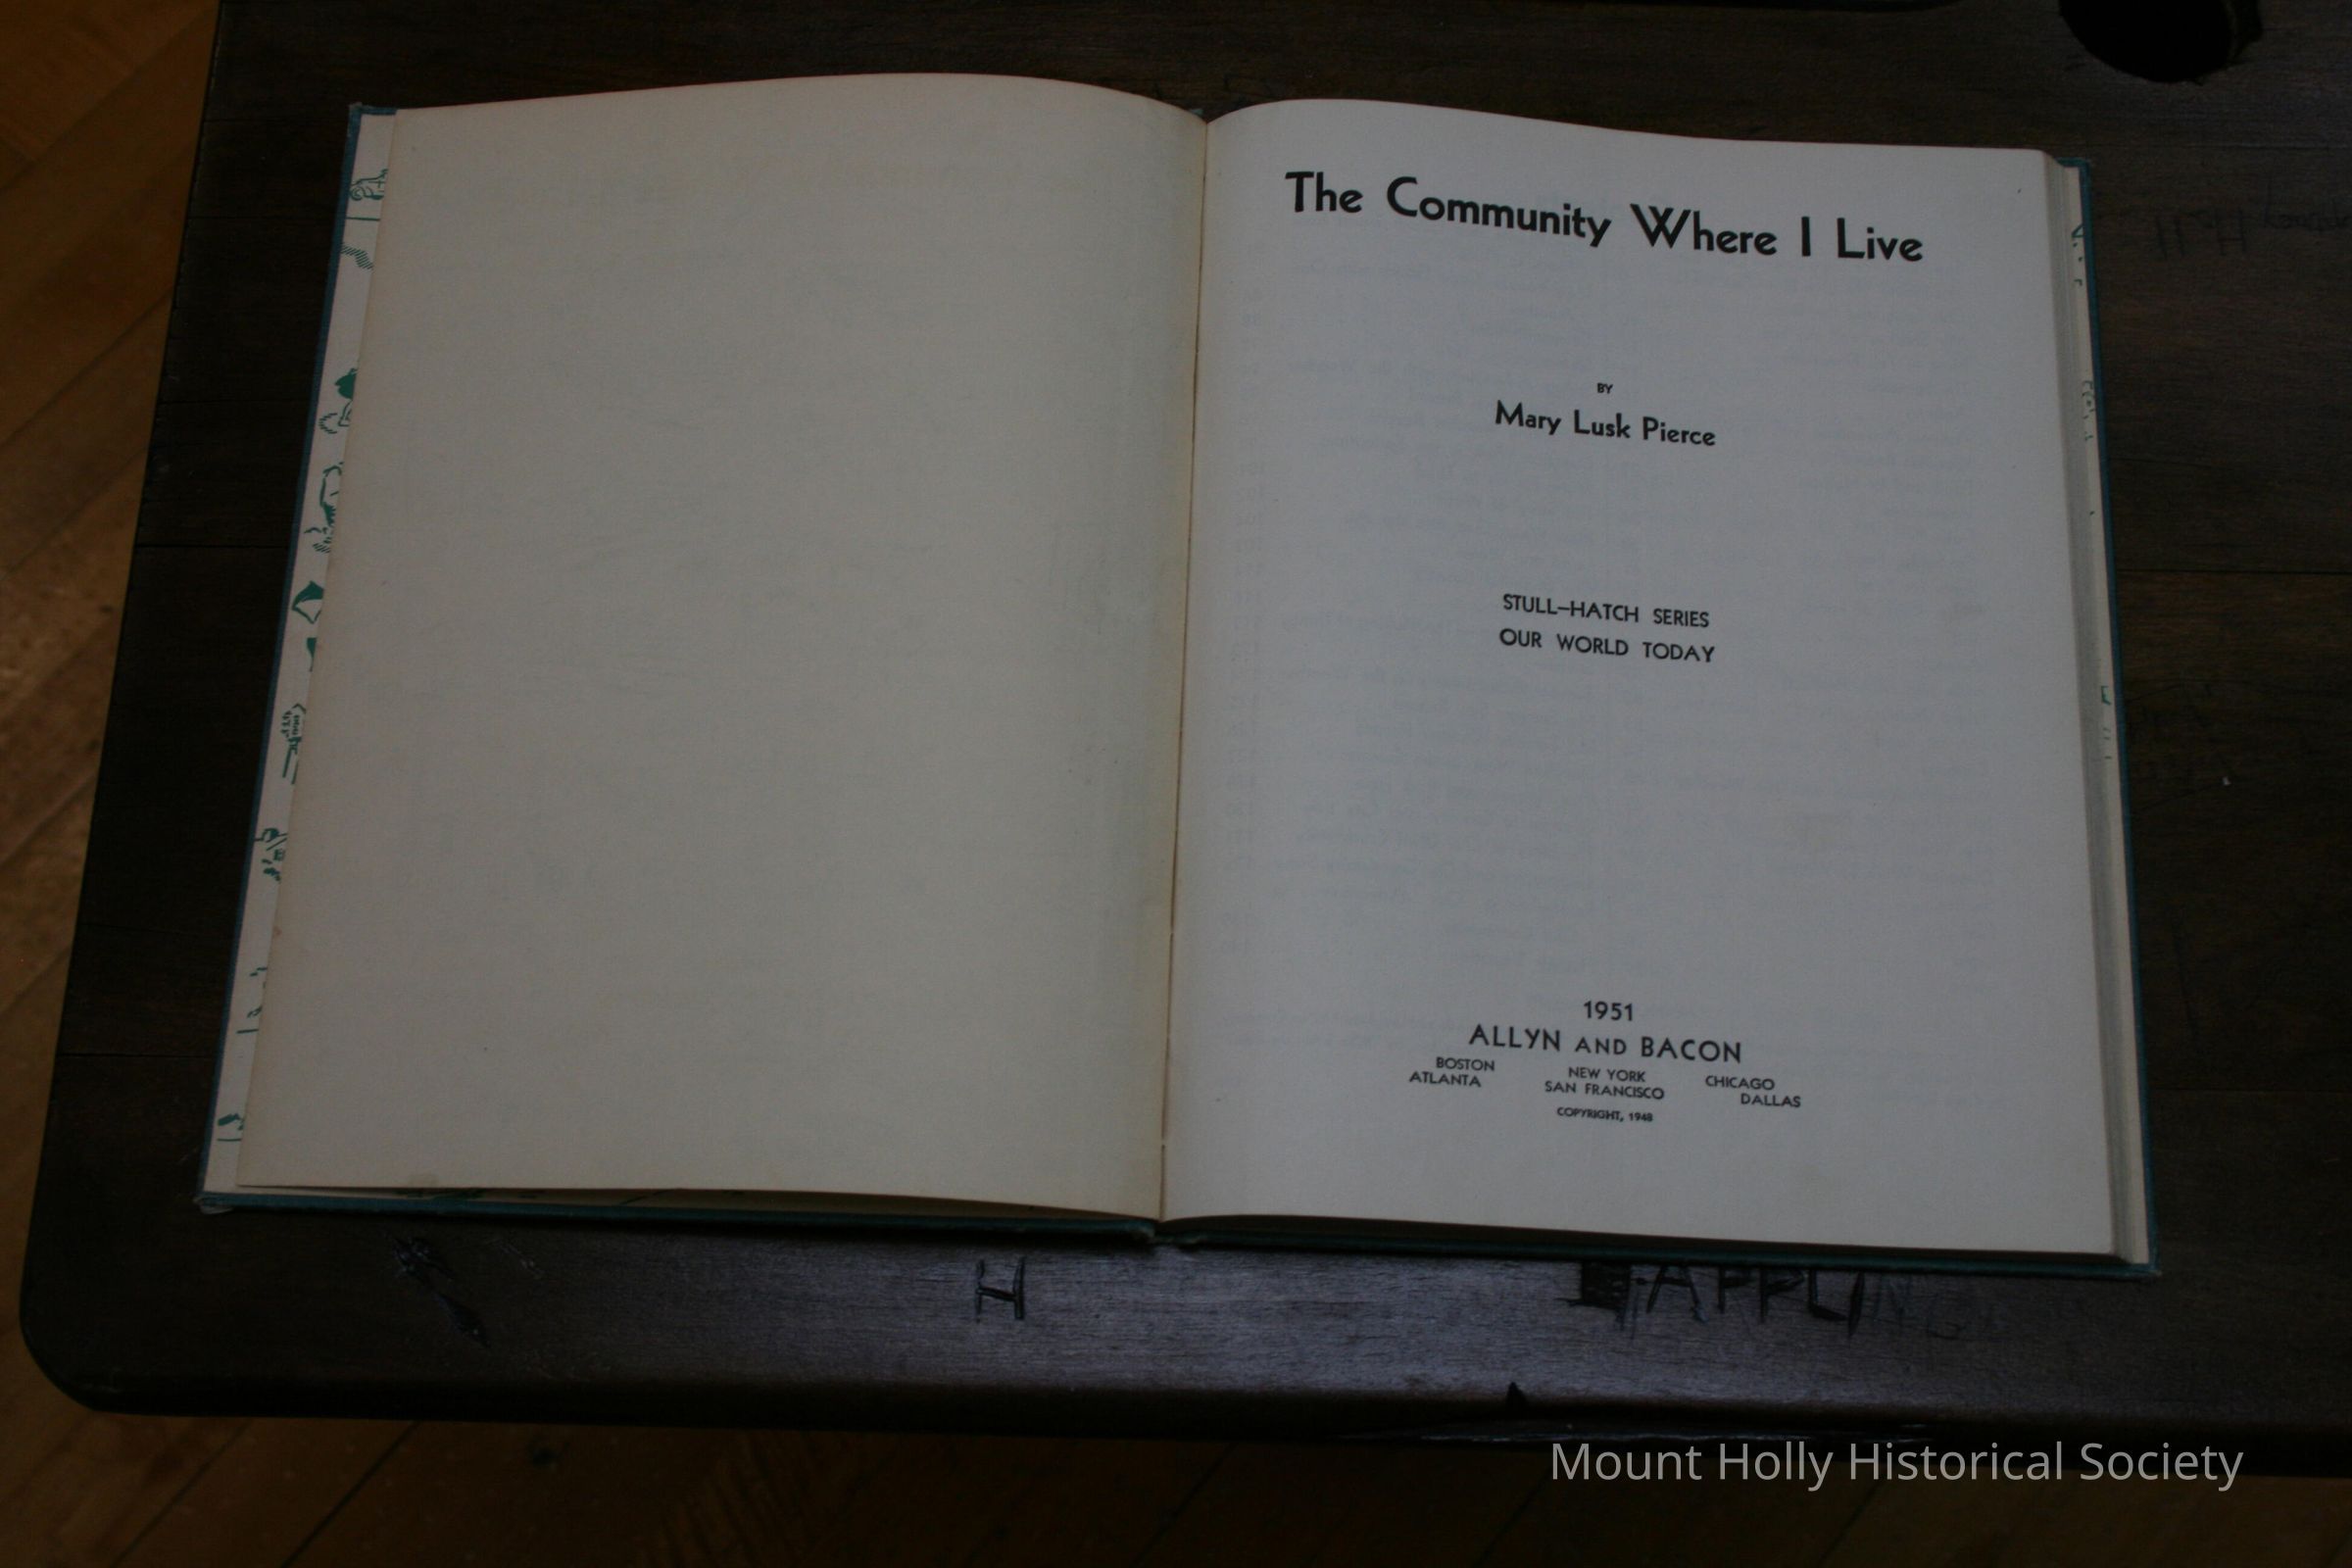 The Community Where I Live
BY
Mary Lusk Pierce
STULL-HATCH SERIES
OUR WORLD TODAY
1951
ALLYN AND BACON
BOSTON NEW YORK CHICAGO
ATLANTA SAN FRANCISCO DALLAS
COPYRIGHT, 1948
H
Mount Holly Historical Society